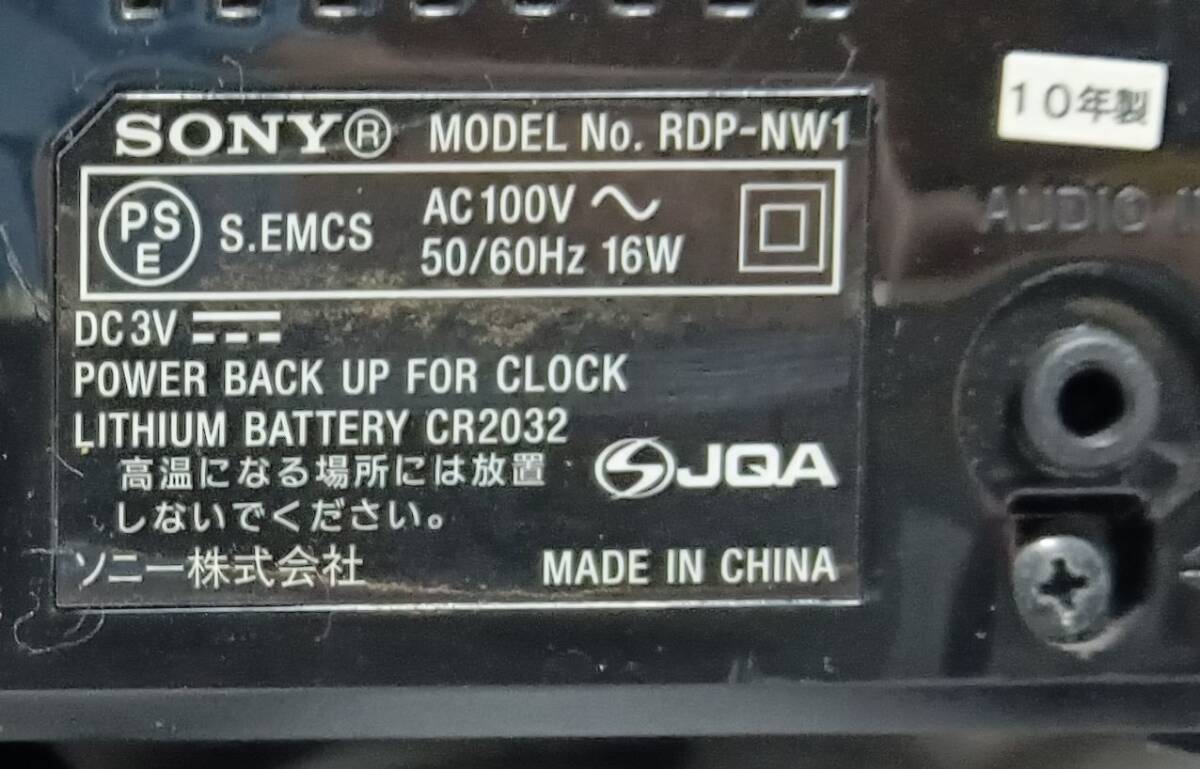 SONY® MODEL No. RDP-NW1
10年製
PSE S.EMCS AC100V 〜
50/60Hz 16W
AUDIO
DC3V ⎓
POWER BACK UP FOR CLOCK
LITHIUM BATTERY CR2032
高温になる場所には放置
しないでください。
JQA
ソニー株式会社 MADE IN CHINA